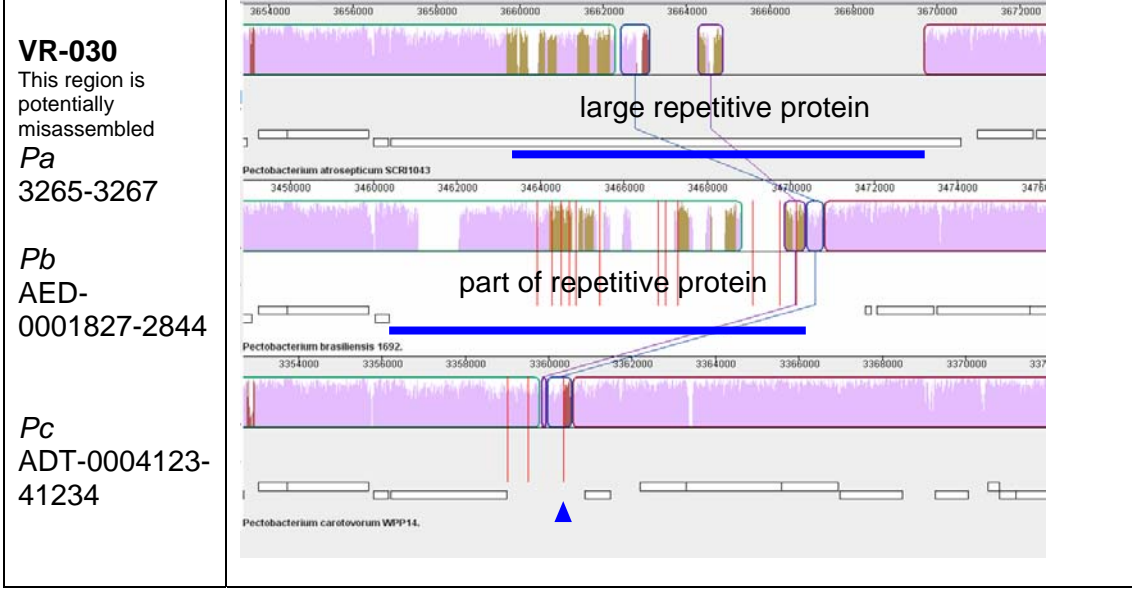 VR-030
This region is
potentially
misassembled
Pa
3265-3267
Pb
AED-
0001827-2844
Pc
ADT-0004123-
41234
3654000 3656000 3658000 3660000 3662000 3664000 3666000 3668000 3670000 3672000
large repetitive protein
Pectobacterium atrosepticum SCRI1043
3458000 3460000 3462000 3464000 3466000 3468000 3470000 3472000 3474000 3476
part of repetitive protein
Pectobacterium brasiliensis 1692.
3354000 3356000 3358000 3360000 3362000 3364000 3366000 3368000 3370000 337
Pectobacterium carotovorum WPP14.